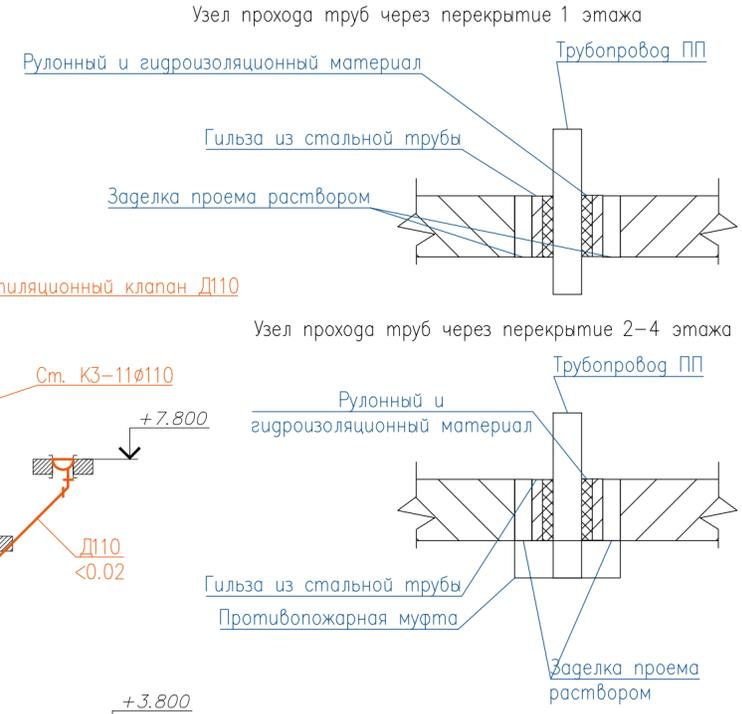 Узел прохода труб через перекрытие 1 этажа
Трубопровод ПП
Рулонный и гидроизоляционный материал
Гильза из стальной трубы
Заделка проема раствором
клапан Д110
Узел прохода труб через перекрытие 2-4 этажа
Трубопровод ПП
Ст. К3-11ø110
Рулонный и
гидроизоляционный материал
+7.800
Д110
<0.02
Гильза из стальной трубы
Противопожарная муфта
Заделка проема
раствором
+3.800